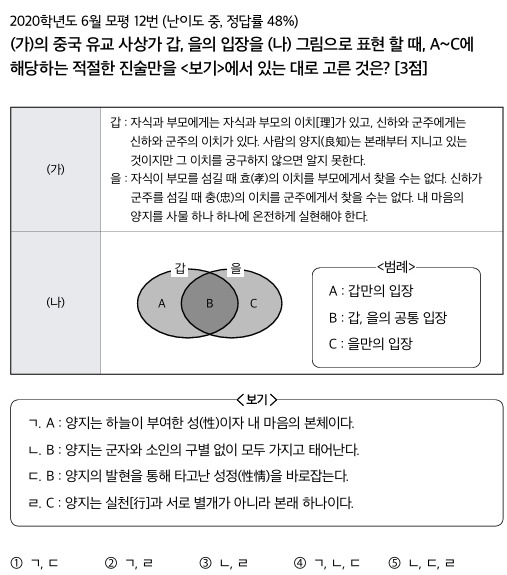 2020학년도 6월 모평 12번 (난이도 중, 정답률 48%)
(가)의 중국 유교 사상가 갑, 을의 입장을 (나) 그림으로 표현 할 때, A~C에
해당하는 적절한 진술만을 <보기>에서 있는 대로 고른 것은? [3점]
(가)
갑 : 자식과 부모에게는 자식과 부모의 이치[理]가 있고, 신하와 군주에게는
신하와 군주의 이치가 있다. 사람의 양지(良知)는 본래부터 지니고 있는
것이지만 그 이치를 궁구하지 않으면 알지 못한다.
을 : 자식이 부모를 섬길 때 효(孝)의 이치를 부모에게서 찾을 수는 없다. 신하가
군주를 섬길 때 충(忠)의 이치를 군주에게서 찾을 수는 없다. 내 마음의
양지를 사물 하나 하나에 온전하게 실현해야 한다.
(나)
갑 을
A B C
<범례>
A : 갑만의 입장
B : 갑, 을의 공통 입장
C : 을만의 입장
<보기>
ㄱ. A : 양지는 하늘이 부여한 성(性)이자 내 마음의 본체이다.
ㄴ. B : 양지는 군자와 소인의 구별 없이 모두 가지고 태어난다.
ㄷ. B : 양지의 발현을 통해 타고난 성정(性情)을 바로잡는다.
ㄹ. C : 양지는 실천[行]과 서로 별개가 아니라 본래 하나이다.
① ㄱ, ㄷ ② ㄱ, ㄹ ③ ㄴ, ㄹ ④ ㄱ, ㄴ, ㄷ ⑤ ㄴ, ㄷ, ㄹ